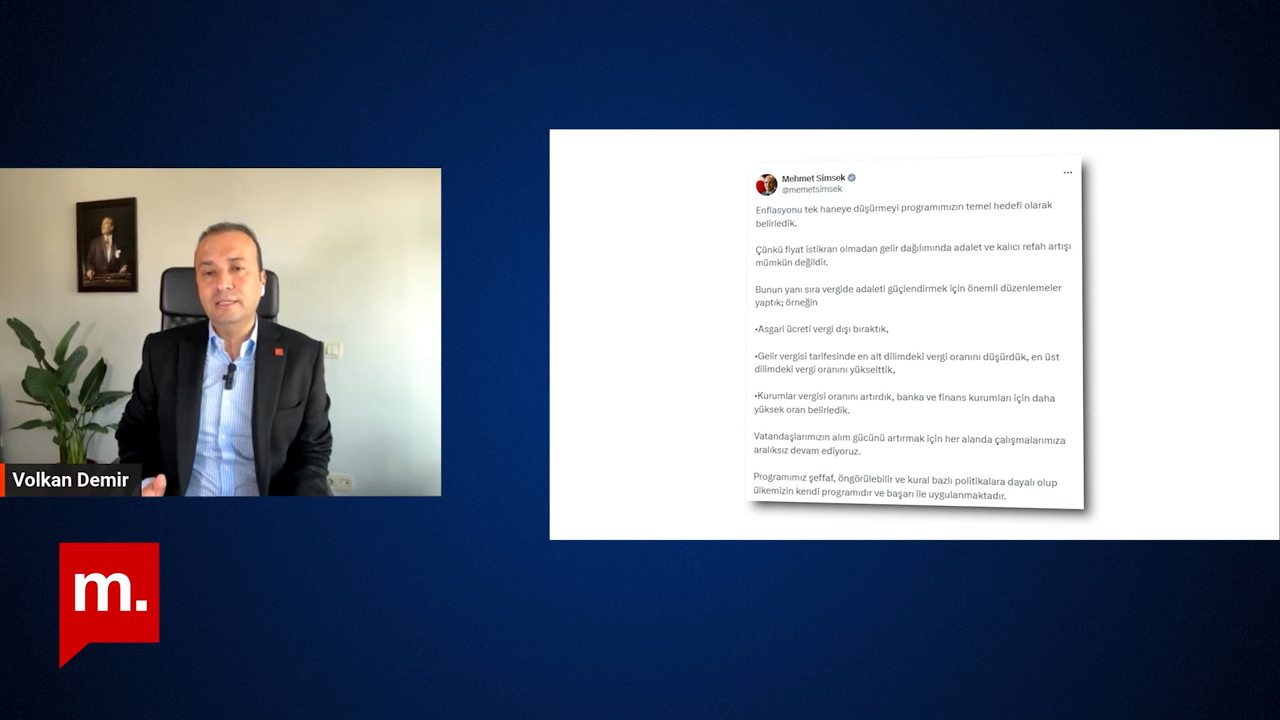 Volkan Demir
m.
Mehmet Simsek
@memetsimsek
Enflasyonu tek haneye düşürmeyi programımızın temel hedefi olarak
belirledik.
Çünkü fiyat istikrarı olmadan gelir dağılımında adalet ve kalıcı refah artışı
mümkün değildir.
Bunun yanı sıra vergide adaleti güçlendirmek için önemli düzenlemeler
yaptık; örneğin
•Asgari ücreti vergi dışı bıraktık,
•Gelir vergisi tarifesinde en alt dilimdeki vergi oranını düşürdük, en üst
dilimdeki vergi oranını yükselttik,
•Kurumlar vergisi oranını artırdık, banka ve finans kurumları için daha
yüksek oran belirledik.
Vatandaşlarımızın alım gücünü artırmak için her alanda çalışmalarımıza
aralıksız devam ediyoruz.
Programımız şeffaf, öngörülebilir ve kural bazlı politikalara dayalı olup
ülkemizin kendi programıdır ve başarı ile uygulanmaktadır.